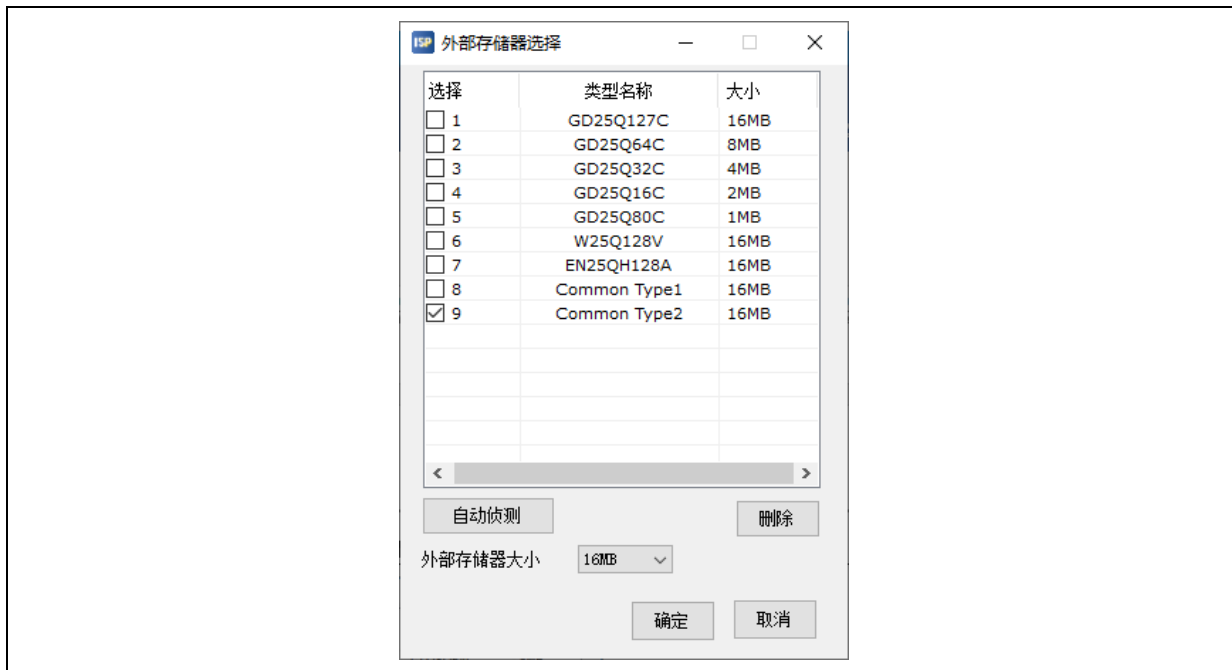 ISP 外部存储器选择
选择 类型名称 大小
1 GD25Q127C 16MB
2 GD25Q64C 8MB
3 GD25Q32C 4MB
4 GD25Q16C 2MB
5 GD25Q80C 1MB
6 W25Q128V 16MB
7 EN25QH128A 16MB
8 Common Type1 16MB
9 Common Type2 16MB
自动侦测 删除
外部存储器大小 16MB
确定 取消